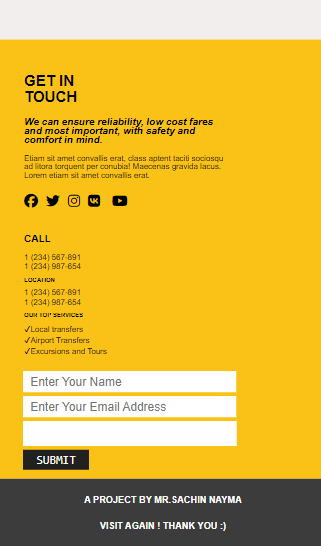 GET IN
TOUCH
We can ensure reliability, low cost fares
and most important, with safety and
comfort in mind.
Etiam sit amet convallis erat, class aptent taciti sociosqu
ad litora torquent per conubia! Maecenas gravida lacus.
Lorem etiam sit amet convallis erat.
CALL
1 (234) 567-891
1 (234) 987-654
LOCATION
1 (234) 567-891
1 (234) 987-654
OUR TOP SERVICES
✓Local transfers
✓Airport Transfers
✓Excursions and Tours
Enter Your Name
Enter Your Email Address
SUBMIT
A PROJECT BY MR.SACHIN NAYMA
VISIT AGAIN ! THANK YOU :)